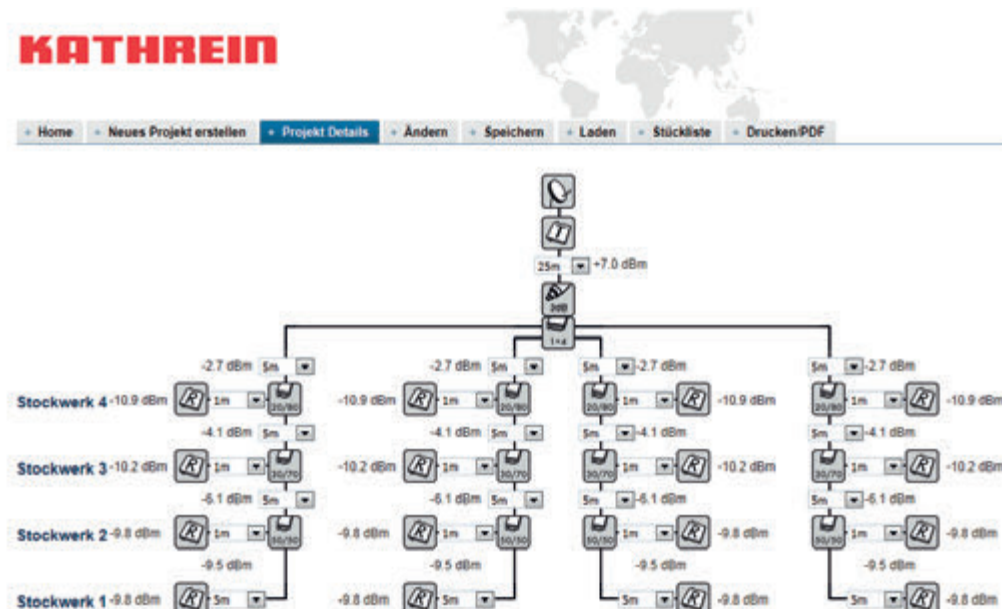 KATHREIN
+ Home + Neues Projekt erstellen + Projekt Details + Ändern + Speichern + Laden + Stückliste + Drucken/PDF
25m +7.0 dBm
3dB
1×4
-2.7 dBm 5m -2.7 dBm 5m 5m -2.7 dBm 5m -2.7 dBm
Stockwerk 4 -10.9 dBm R 1m 20/80 -10.9 dBm R 1m 20/80 20/80 1m R -10.9 dBm 20/80 1m R -10.9 dBm
-4.1 dBm 5m -4.1 dBm 5m 5m -4.1 dBm 5m -4.1 dBm
Stockwerk 3 -10.2 dBm R 1m 30/70 -10.2 dBm R 1m 30/70 30/70 1m R -10.2 dBm 30/70 1m R -10.2 dBm
-6.1 dBm 5m -6.1 dBm 5m 5m -6.1 dBm 5m -6.1 dBm
Stockwerk 2 -9.8 dBm R 1m 50/50 -9.8 dBm R 1m 50/50 50/50 1m R -9.8 dBm 50/50 1m R -9.8 dBm
-9.5 dBm -9.5 dBm -9.5 dBm -9.5 dBm
Stockwerk 1 -9.8 dBm R 5m -9.8 dBm R 5m 5m R -9.8 dBm 5m R -9.8 dBm